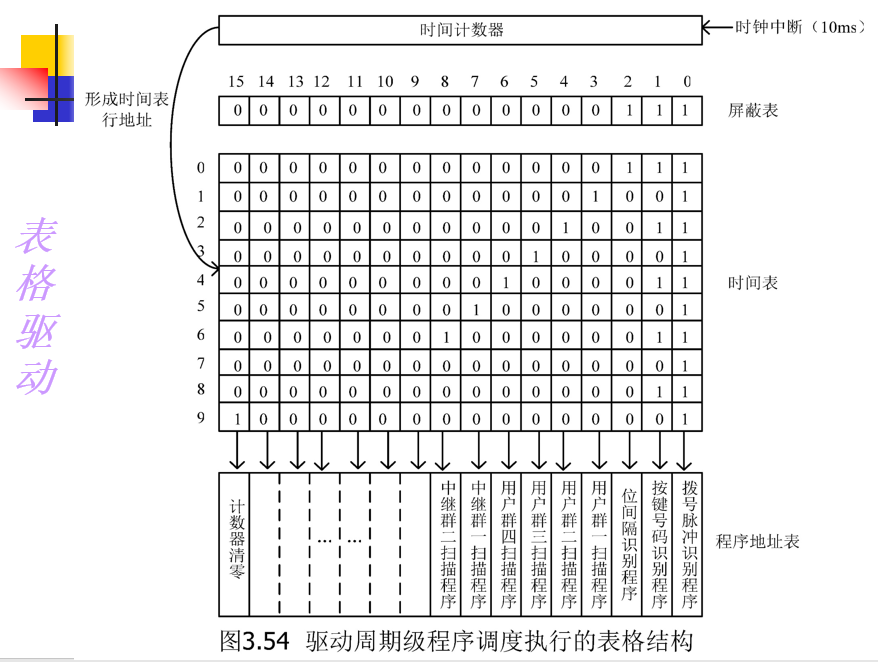 时间计数器
时钟中断（10ms）
形成时间表
行地址
15 14 13 12 11 10 9 8 7 6 5 4 3 2 1 0
0 0 0 0 0 0 0 0 0 0 0 0 0 1 1 1
屏蔽表
0 0 0 0 0 0 0 0 0 0 0 0 0 0 1 1 1
1 0 0 0 0 0 0 0 0 0 0 0 0 1 0 0 1
2 0 0 0 0 0 0 0 0 0 0 0 1 0 0 1 1
3 0 0 0 0 0 0 0 0 0 0 1 0 0 0 0 1
4 0 0 0 0 0 0 0 0 0 1 0 0 0 0 1 1
5 0 0 0 0 0 0 0 0 1 0 0 0 0 0 0 1
6 0 0 0 0 0 0 0 1 0 0 0 0 0 0 1 1
7 0 0 0 0 0 0 0 0 0 0 0 0 0 0 0 1
8 0 0 0 0 0 0 0 0 0 0 0 0 0 0 1 1
9 1 0 0 0 0 0 0 0 0 0 0 0 0 0 0 1
时间表
表格驱动
计数器清零
... ...
中继群二扫描程序
中继群一扫描程序
用户群四扫描程序
用户群三扫描程序
用户群二扫描程序
用户群一扫描程序
位间隔识别程序
按键号码识别程序
拨号脉冲识别程序
程序地址表
图3.54 驱动周期级程序调度执行的表格结构